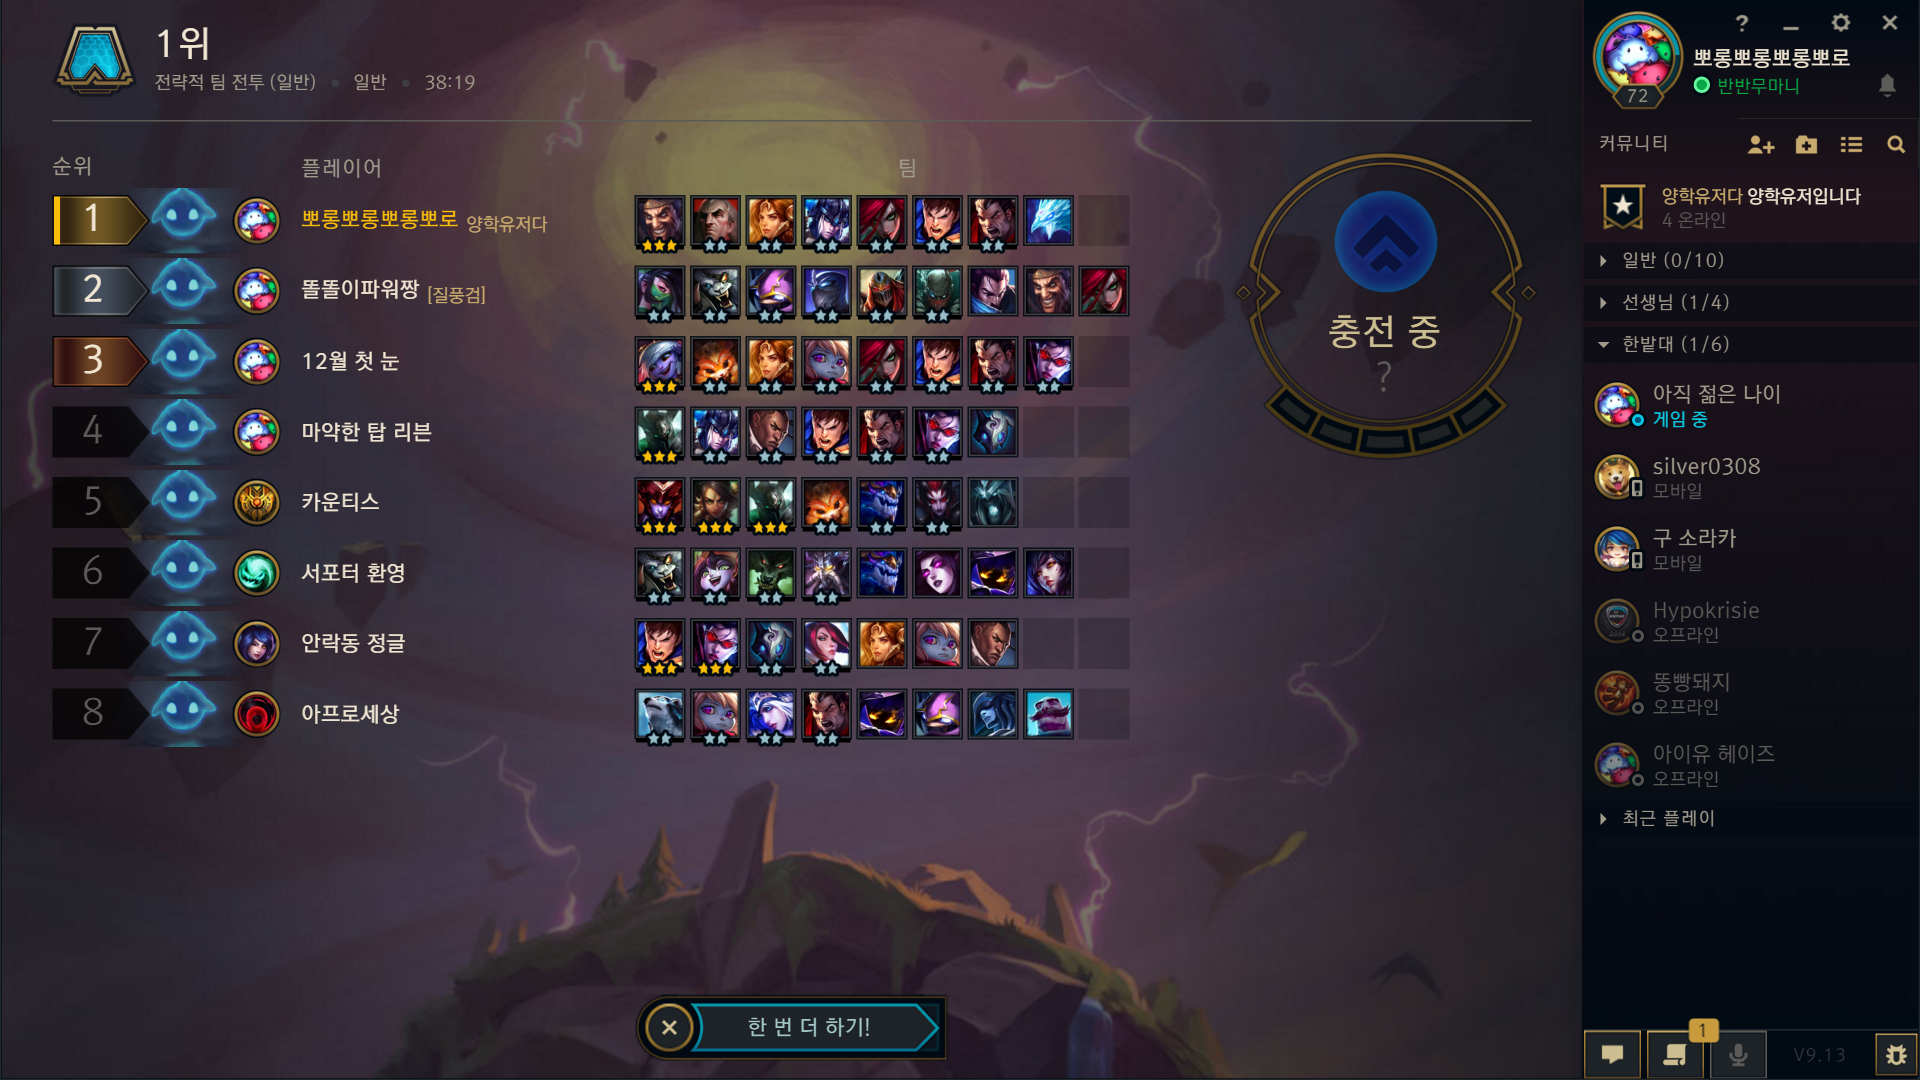 1위
전략적 팀 전투 (일반) • 일반 • 38:19
순위 플레이어 팀
1 뽀롱뽀롱뽀롱뽀로 양학유저다
2 똘똘이파워짱 [질풍검]
3 12월 첫 눈
4 마약한 탑 리븐
5 카운티스
6 서포터 환영
7 안락동 정글
8 아프로세상
충전 중
?
한 번 더 하기!
뽀롱뽀롱뽀롱뽀로
반반무마니
72
커뮤니티
양학유저다 양학유저입니다
4 온라인
일반 (0/10)
선생님 (1/4)
한밭대 (1/6)
아직 젊은 나이
게임 중
silver0308
모바일
구 소라카
모바일
Hypokrisie
오프라인
똥빵돼지
오프라인
아이유 헤이즈
오프라인
최근 플레이
1
V9.13